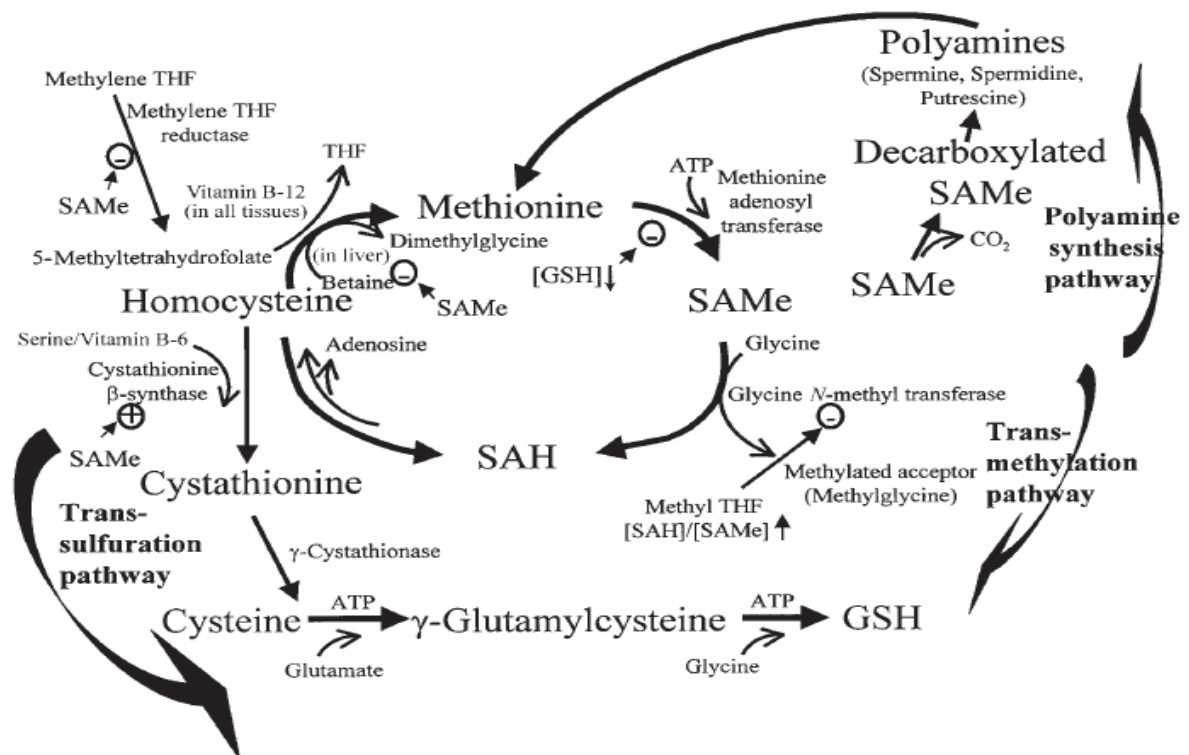 Polyamines
(Spermine, Spermidine,
Putrescine)
Methylene THF
Methylene THF
reductase
THF
ATP
Methionine
adenosyl
transferase
Decarboxylated
SAMe
−
SAMe
Vitamin B-12
(in all tissues)
Methionine
−
Polyamine
synthesis
pathway
CO2
5-Methyltetrahydrofolate
(in liver)
Dimethylglycine
Betaine
−
SAMe
[GSH]↓
SAMe
SAMe
Homocysteine
Serine/Vitamin B-6
Cystathionine
β-synthase
+
SAMe
Adenosine
Glycine
Glycine N-methyl transferase
−
SAH
Trans-
methylation
pathway
Methylated acceptor
(Methylglycine)
Methyl THF
[SAH]/[SAMe]↑
Cystathionine
Trans-
sulfuration
pathway
γ-Cystathionase
Cysteine
ATP
Glutamate
γ-Glutamylcysteine
ATP
Glycine
GSH